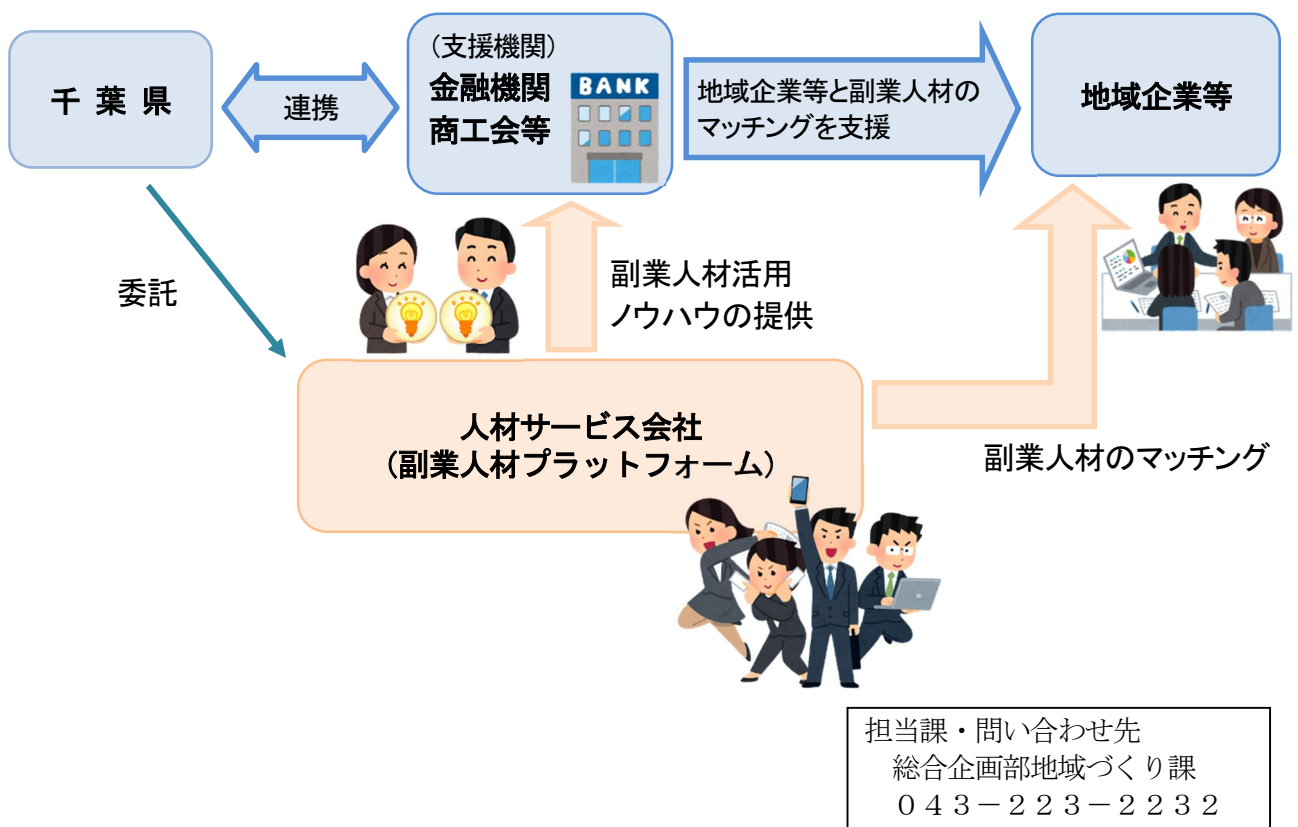 千 葉 県
連携
（支援機関）
金融機関
商工会等
BANK
地域企業等と副業人材の
マッチングを支援
地域企業等
委託
副業人材活用
ノウハウの提供
人材サービス会社
（副業人材プラットフォーム）
副業人材のマッチング
担当課・問い合わせ先
総合企画部地域づくり課
０４３－２２３－２２３２